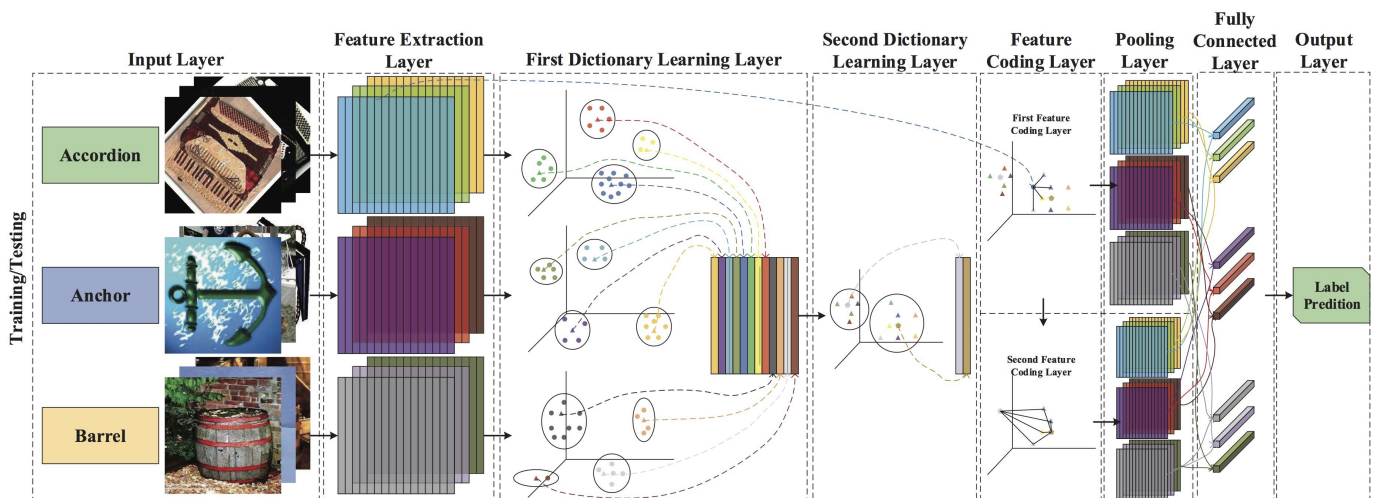 Input Layer
Feature Extraction
Layer
First Dictionary Learning Layer
Second Dictionary
Learning Layer
Feature
Coding Layer
Pooling
Layer
Fully
Connected
Layer
Output
Layer
Training/Testing
Accordion
Anchor
Barrel
First Feature
Coding Layer
Second Feature
Coding Layer
Label
Predition